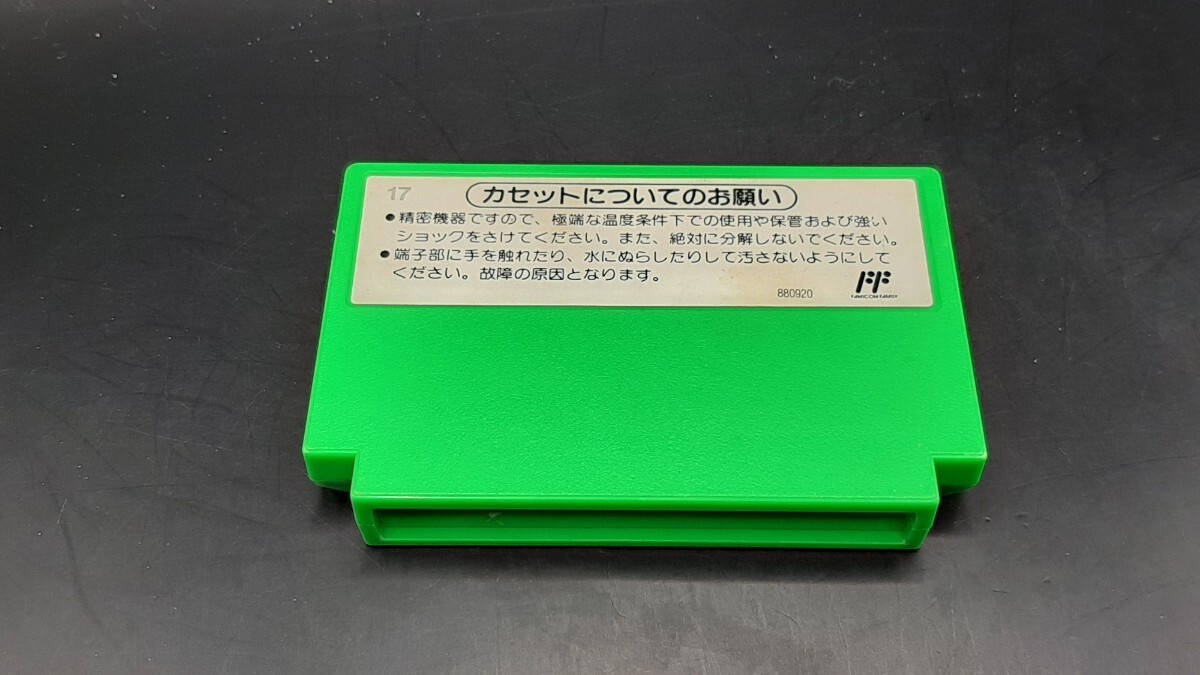 17
カセットについてのお願い
●精密機器ですので、極端な温度条件下での使用や保管および強い
ショックをさけてください。また、絶対に分解しないでください。
●端子部に手を触れたり、水にぬらしたりして汚さないようにして
ください。故障の原因となります。
880920
FF
FAMICOM FAMILY